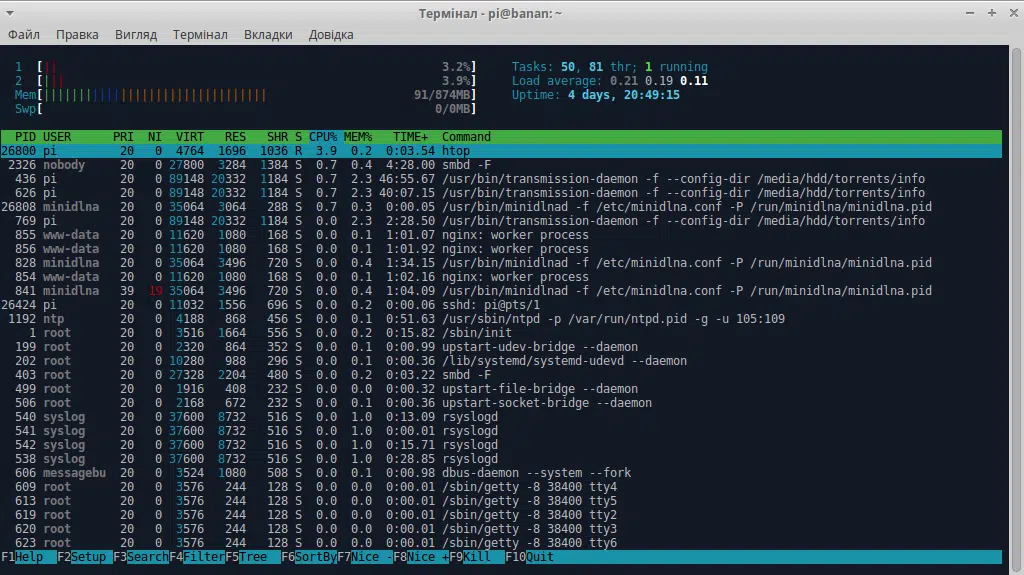 Термінал - pi@banan: ~
Файл Правка Вигляд Термінал Вкладки Довідка
1 [|| 3.2%] Tasks: 50, 81 thr; 1 running
2 [||| 3.9%] Load average: 0.21 0.19 0.11
Mem[|||||||||||||||||||||||||||||||| 91/874MB] Uptime: 4 days, 20:49:15
Swp[ 0/0MB]
PID USER PRI NI VIRT RES SHR S CPU% MEM% TIME+ Command
26800 pi 20 0 4764 1696 1036 R 3.9 0.2 0:03.54 htop
2326 nobody 20 0 27800 3284 1384 S 0.7 0.4 4:28.00 smbd -F
436 pi 20 0 89148 20332 1184 S 0.7 2.3 46:55.67 /usr/bin/transmission-daemon -f --config-dir /media/hdd/torrents/info
626 pi 20 0 89148 20332 1184 S 0.7 2.3 40:07.15 /usr/bin/transmission-daemon -f --config-dir /media/hdd/torrents/info
26808 minidlna 20 0 35064 3064 288 S 0.7 0.3 0:00.05 /usr/bin/minidlnad -f /etc/minidlna.conf -P /run/minidlna/minidlna.pid
769 pi 20 0 89148 20332 1184 S 0.0 2.3 2:28.50 /usr/bin/transmission-daemon -f --config-dir /media/hdd/torrents/info
855 www-data 20 0 11620 1080 168 S 0.0 0.1 1:01.07 nginx: worker process
856 www-data 20 0 11620 1080 168 S 0.0 0.1 1:01.92 nginx: worker process
828 minidlna 20 0 35064 3496 720 S 0.0 0.4 1:34.15 /usr/bin/minidlnad -f /etc/minidlna.conf -P /run/minidlna/minidlna.pid
854 www-data 20 0 11620 1080 168 S 0.0 0.1 1:02.16 nginx: worker process
841 minidlna 39 19 35064 3496 720 S 0.0 0.4 1:04.09 /usr/bin/minidlnad -f /etc/minidlna.conf -P /run/minidlna/minidlna.pid
26424 pi 20 0 11032 1556 696 S 0.0 0.2 0:00.06 sshd: pi@pts/1
1192 ntp 20 0 4188 868 456 S 0.0 0.1 0:51.63 /usr/sbin/ntpd -p /var/run/ntpd.pid -g -u 105:109
1 root 20 0 3516 1664 556 S 0.0 0.2 0:15.82 /sbin/init
199 root 20 0 2320 864 352 S 0.0 0.1 0:00.99 upstart-udev-bridge --daemon
202 root 20 0 10280 988 296 S 0.0 0.1 0:00.36 /lib/systemd/systemd-udevd --daemon
403 root 20 0 27328 2204 480 S 0.0 0.2 0:03.22 smbd -F
499 root 20 0 1916 408 232 S 0.0 0.0 0:00.32 upstart-file-bridge --daemon
506 root 20 0 2168 672 232 S 0.0 0.1 0:00.36 upstart-socket-bridge --daemon
540 syslog 20 0 37600 8732 516 S 0.0 1.0 0:13.09 rsyslogd
541 syslog 20 0 37600 8732 516 S 0.0 1.0 0:00.01 rsyslogd
542 syslog 20 0 37600 8732 516 S 0.0 1.0 0:15.71 rsyslogd
538 syslog 20 0 37600 8732 516 S 0.0 1.0 0:28.85 rsyslogd
606 messagebu 20 0 3524 1080 508 S 0.0 0.1 0:00.98 dbus-daemon --system --fork
609 root 20 0 3576 244 128 S 0.0 0.0 0:00.01 /sbin/getty -8 38400 tty4
613 root 20 0 3576 244 128 S 0.0 0.0 0:00.01 /sbin/getty -8 38400 tty5
619 root 20 0 3576 244 128 S 0.0 0.0 0:00.01 /sbin/getty -8 38400 tty2
620 root 20 0 3576 244 128 S 0.0 0.0 0:00.01 /sbin/getty -8 38400 tty3
623 root 20 0 3576 244 128 S 0.0 0.0 0:00.01 /sbin/getty -8 38400 tty6
F1Help F2Setup F3SearchF4FilterF5Tree F6SortByF7Nice -F8Nice +F9Kill F10Quit